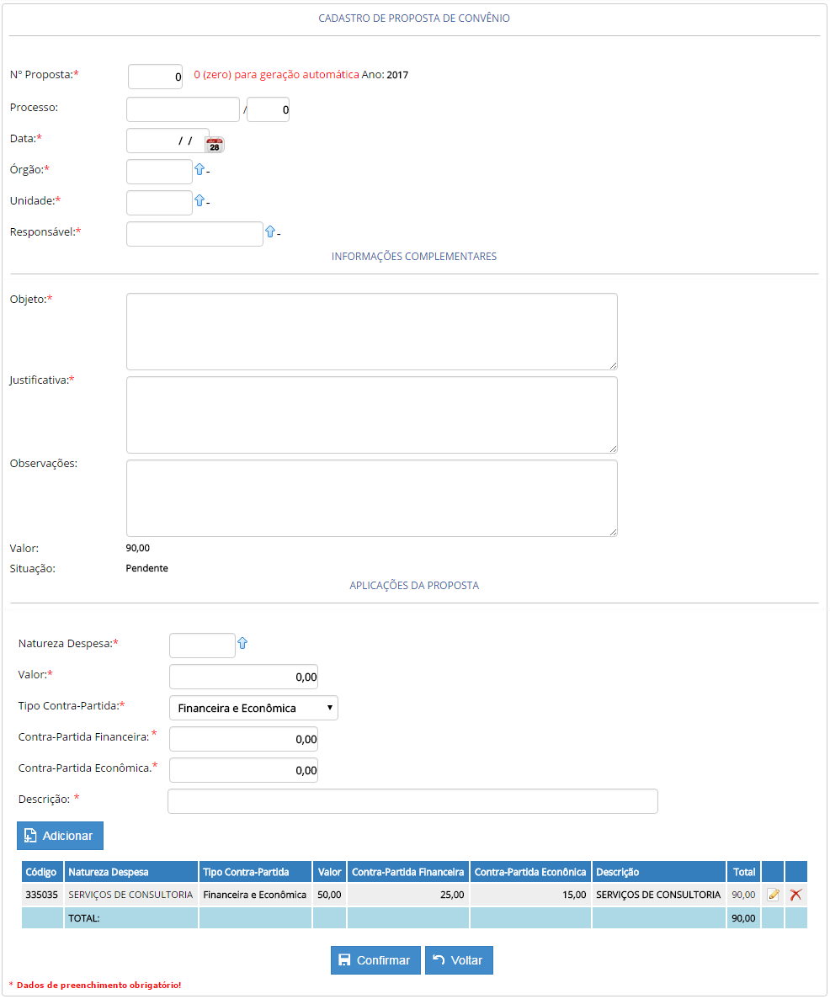 CADASTRO DE PROPOSTA DE CONVÊNIO
Nº Proposta:* 0 0 (zero) para geração automática Ano: 2017
Processo: / 0
Data:* / / 28
Órgão:* -
Unidade:* -
Responsável:* -
INFORMAÇÕES COMPLEMENTARES
Objeto:*
Justificativa:*
Observações:
Valor: 90,00
Situação: Pendente
APLICAÇÕES DA PROPOSTA
Natureza Despesa:*
Valor:* 0,00
Tipo Contra-Partida:* Financeira e Econômica
Contra-Partida Financeira: * 0,00
Contra-Partida Econômica.* 0,00
Descrição: *
Adicionar
Código Natureza Despesa Tipo Contra-Partida Valor Contra-Partida Financeira Contra-Partida Econônica Descrição Total
335035 SERVIÇOS DE CONSULTORIA Financeira e Econômica 50,00 25,00 15,00 SERVIÇOS DE CONSULTORIA 90,00
TOTAL: 90,00
Confirmar Voltar
* Dados de preenchimento obrigatório!